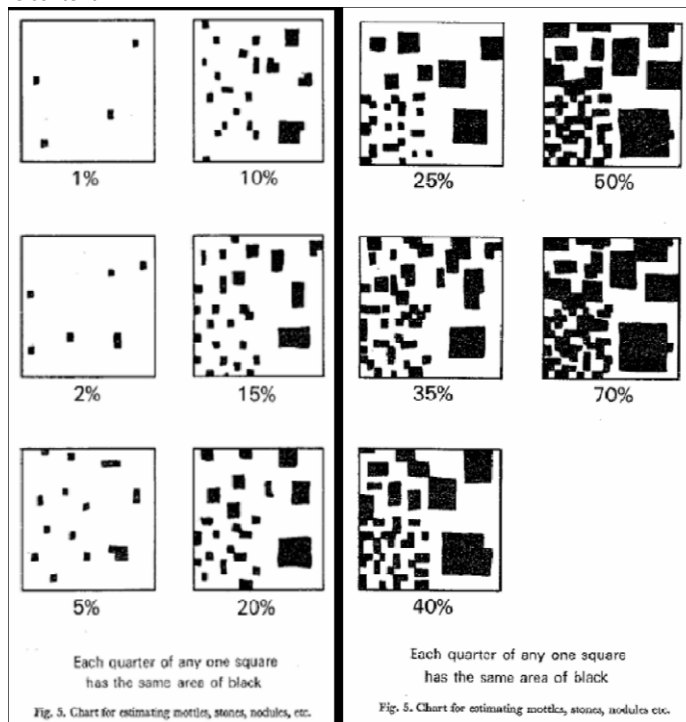 1%
10%
2%
15%
5%
20%
Each quarter of any one square
has the same area of black
Fig. 5. Chart for estimating mottles, stones, nodules, etc.
25%
50%
35%
70%
40%
Each quarter of any one square
has the same area of black
Fig. 5. Chart for estimating mottles, stones, nodules etc.